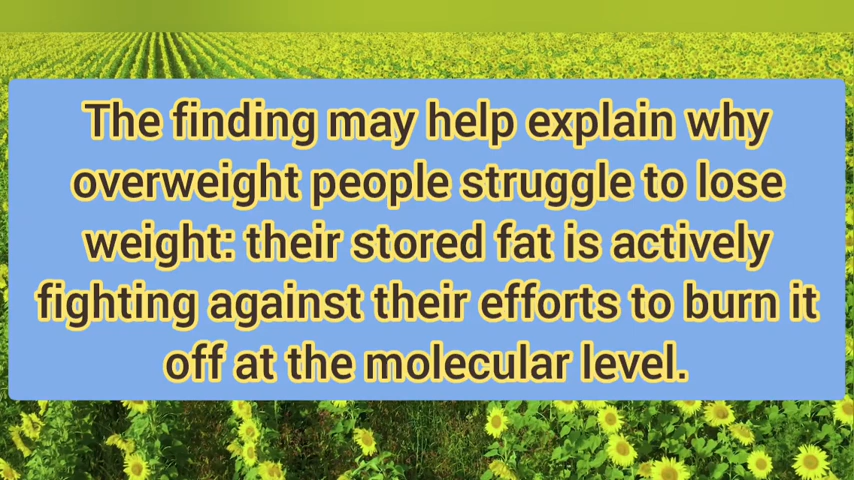 The finding may help explain why
overweight people struggle to lose
weight: their stored fat is actively
fighting against their efforts to burn it
off at the molecular level.